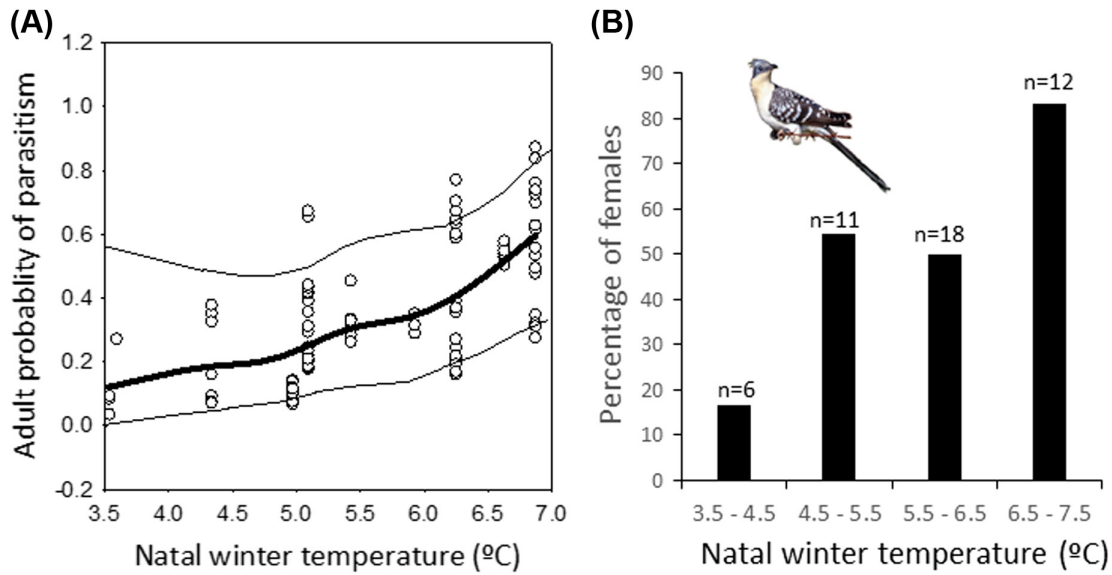 (A)
Adult probablity of parasitism
1.2
1.0
0.8
0.6
0.4
0.2
0.0
-0.2
3.5 4.0 4.5 5.0 5.5 6.0 6.5 7.0
Natal winter temperature (ºC)
(B)
Percentage of females
90
80
70
60
50
40
30
20
10
0
n=6
n=11
n=18
n=12
3.5 - 4.5 4.5 - 5.5 5.5 - 6.5 6.5 - 7.5
Natal winter temperature (ºC)